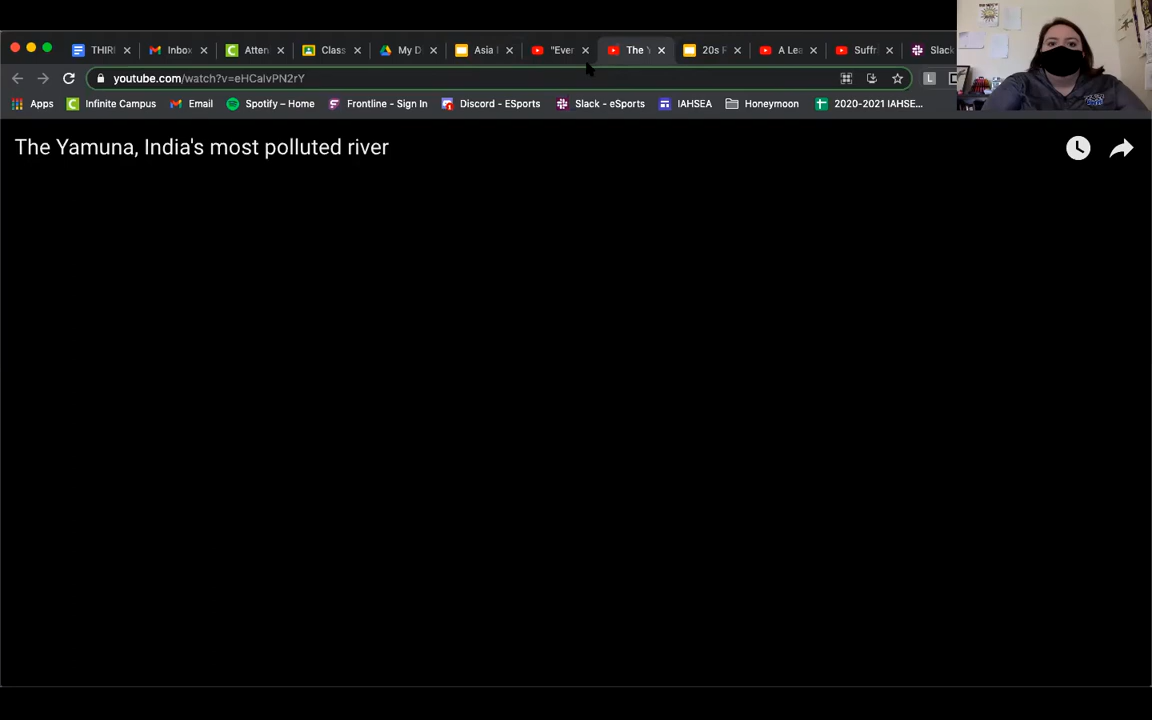 THIRI Inbox Atten Class My D Asia "Ever The 20s F A Lea Suffr Slack
youtube.com/watch?v=eHCalvPN2rY L
Apps Infinite Campus Email Spotify – Home Frontline – Sign In Discord – ESports Slack - eSports IAHSEA Honeymoon 2020-2021 IAHSE...
The Yamuna, India's most polluted river